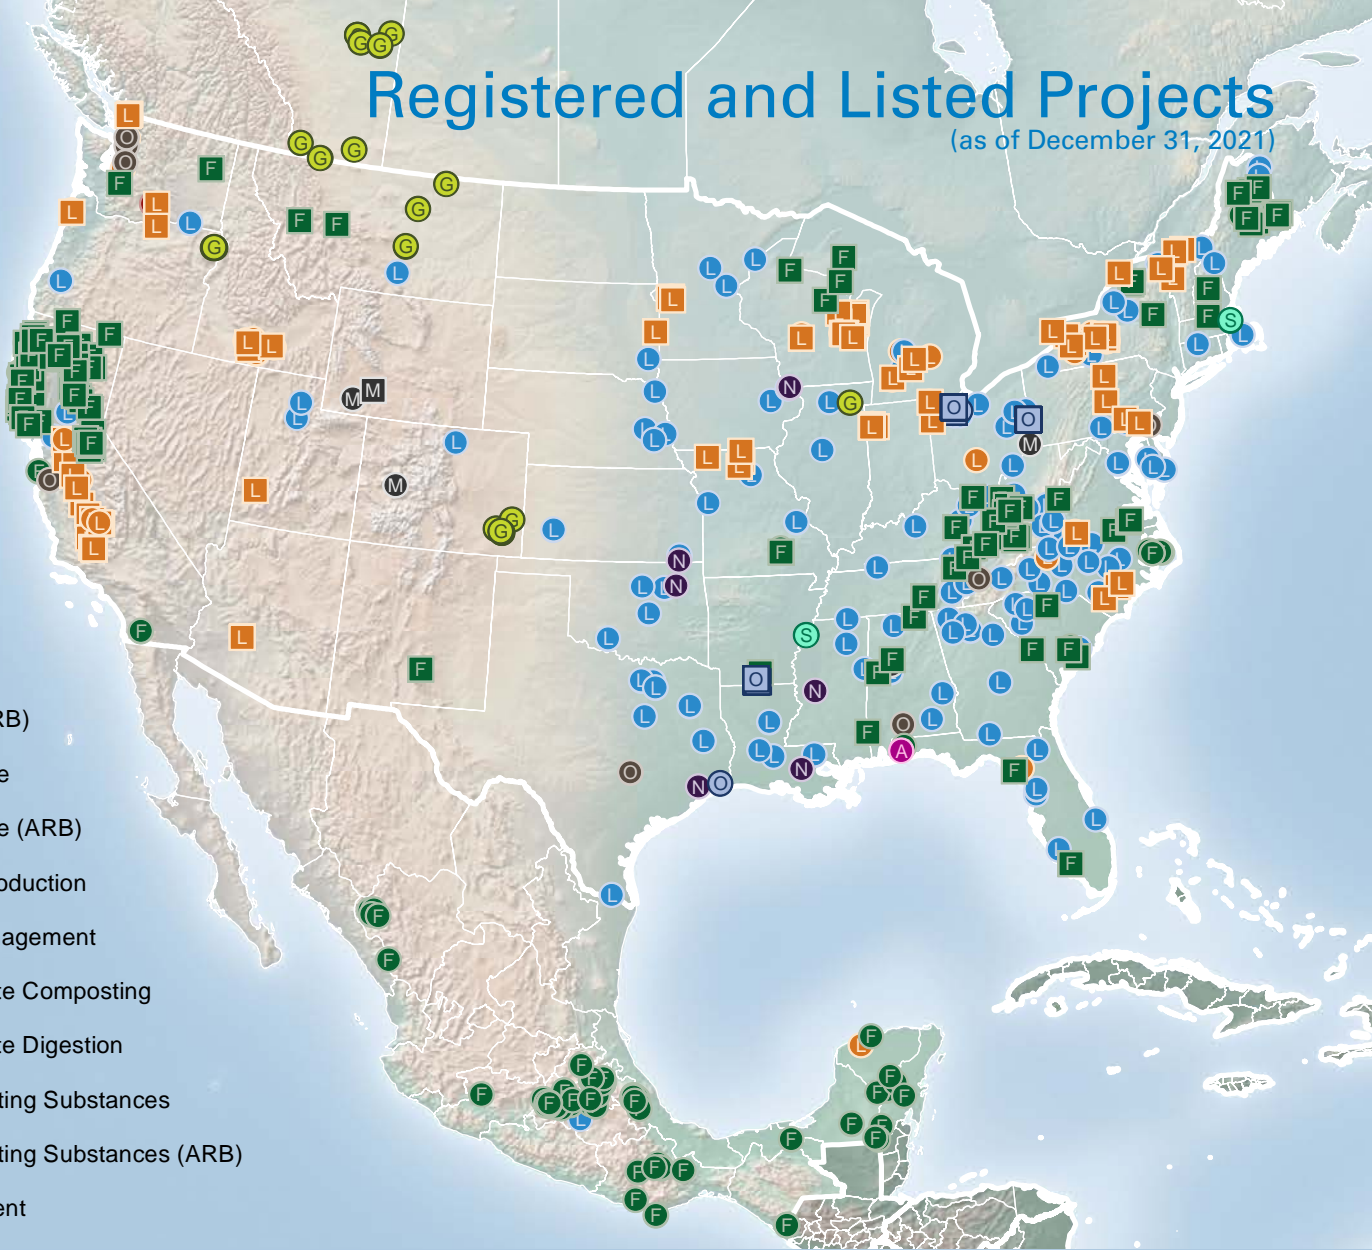 Registered and Listed Projects
(as of December 31, 2021)
RB)
e
e (ARB)
oduction
agement
te Composting
te Digestion
ting Substances
ting Substances (ARB)
ent